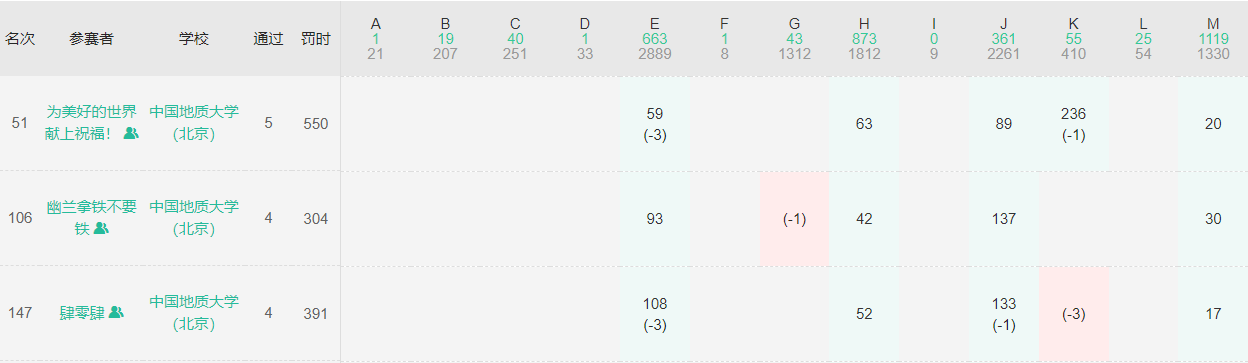 名次 参赛者 学校 通过 罚时 A B C D E F G H I J K L M
1 19 40 1 663 1 43 873 0 361 55 25 1119
21 207 251 33 2889 8 1312 1812 9 2261 410 54 1330
51 为美好的世界献上祝福! 中国地质大学(北京) 5 550 59 (-3) 63 89 236 (-1) 20
106 幽兰拿铁不要铁 中国地质大学(北京) 4 304 93 (-1) 42 137 30
147 肆零肆 中国地质大学(北京) 4 391 108 (-3) 52 133 (-1) (-3) 17